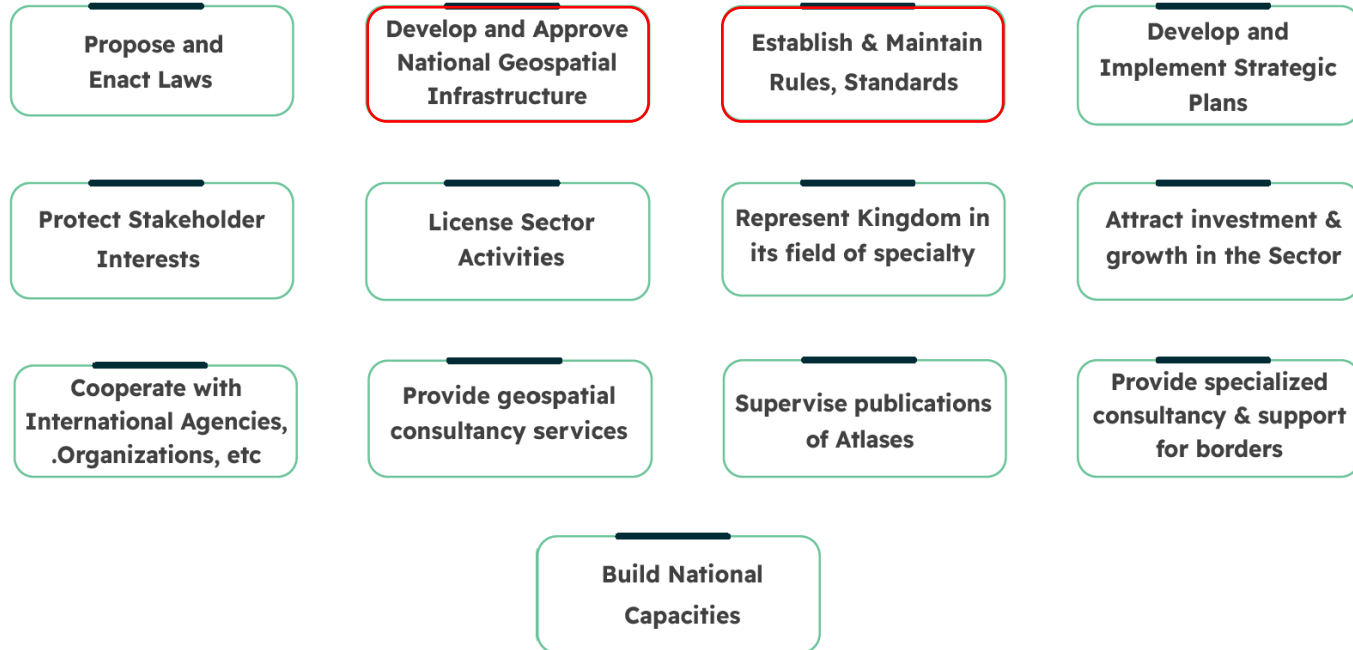 Propose and
Enact Laws
Develop and Approve
National Geospatial
Infrastructure
Establish & Maintain
Rules, Standards
Develop and
Implement Strategic
Plans
Protect Stakeholder
Interests
License Sector
Activities
Represent Kingdom in
its field of specialty
Attract investment &
growth in the Sector
Cooperate with
International Agencies,
.Organizations, etc
Provide geospatial
consultancy services
Supervise publications
of Atlases
Provide specialized
consultancy & support
for borders
Build National
Capacities